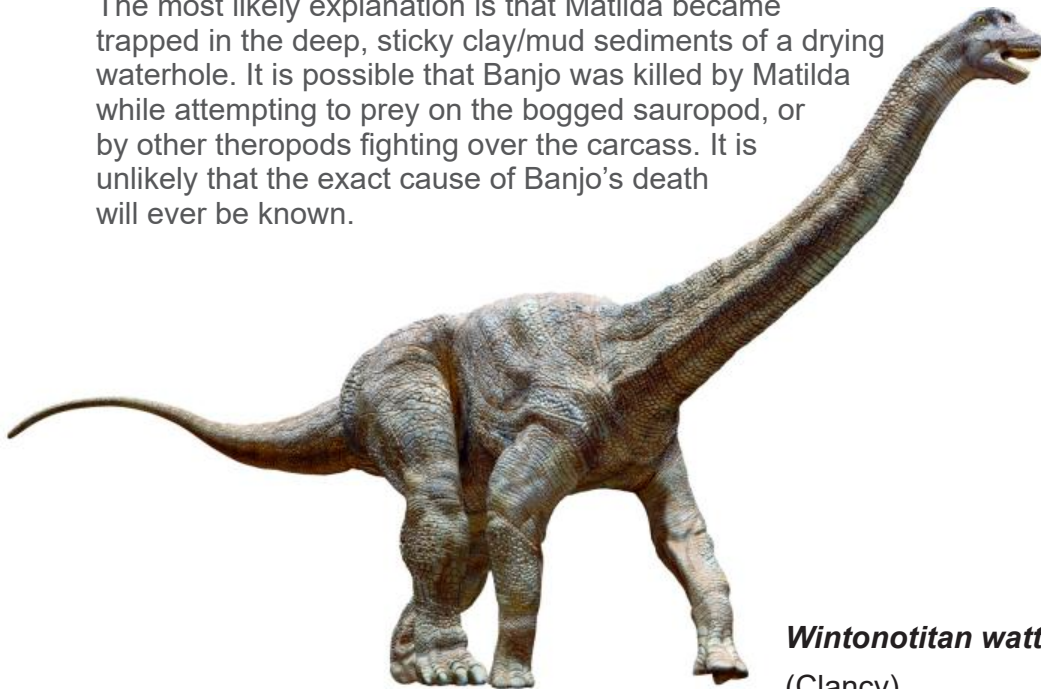 The most likely explanation is that Matilda became
trapped in the deep, sticky clay/mud sediments of a drying
waterhole. It is possible that Banjo was killed by Matilda
while attempting to prey on the bogged sauropod, or
by other theropods fighting over the carcass. It is
unlikely that the exact cause of Banjo’s death
will ever be known.
Wintonotitan watt
(Clancy)